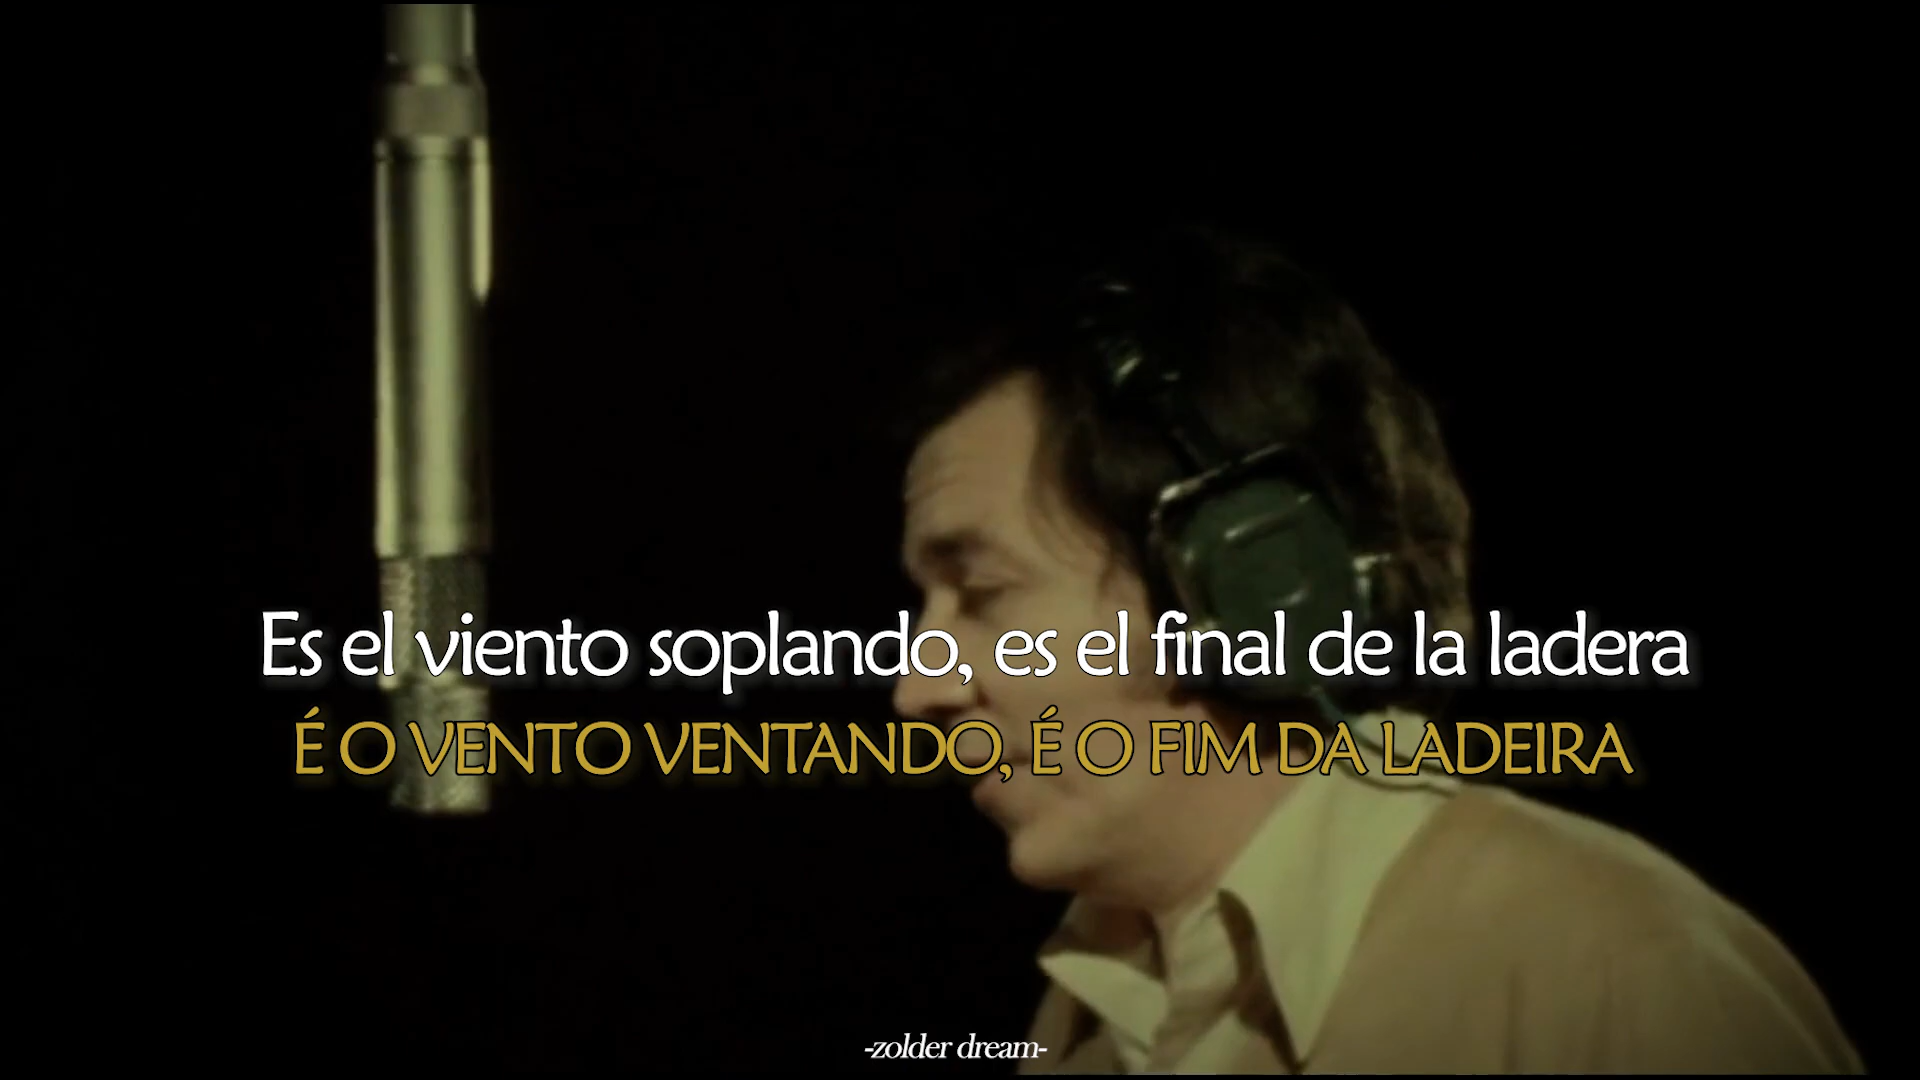 Es el viento soplando, es el final de la ladera
É O VENTO VENTANDO, É O FIM DA LADEIRA
-zolder dream-